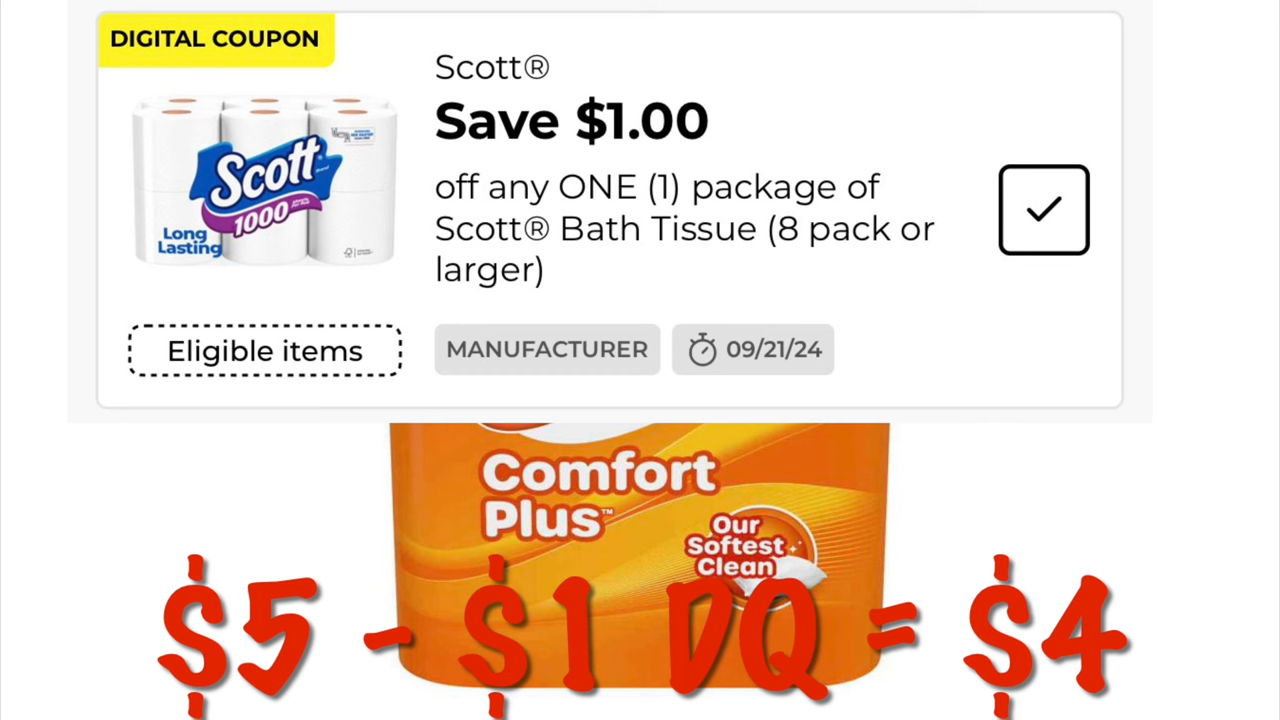 DIGITAL COUPON
Scott®
Save $1.00
off any ONE (1) package of
Scott® Bath Tissue (8 pack or
larger)
Scott
1000
Long
Lasting
Eligible items
MANUFACTURER
09/21/24
Comfort
Plus™
Our
Softest
Clean
$5 - $1 DQ = $4